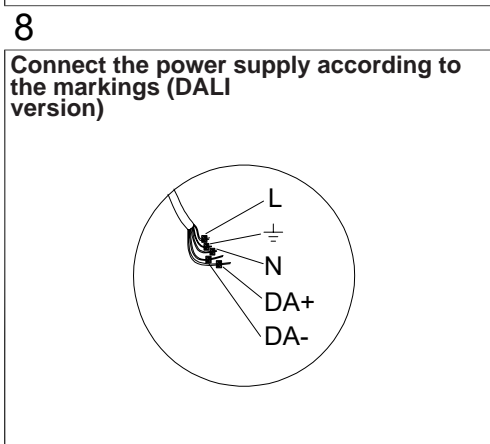 8
Connect the power supply according to
the markings (DALI
version)
L
⏚
N
DA+
DA-